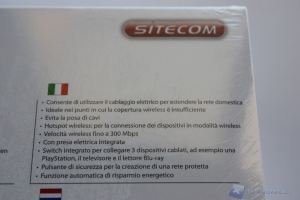 SITECOM
• Consente di utilizzare il cablaggio elettrico per estendere la rete domestica
• Ideale nei punti in cui la copertura wireless è insufficiente
• Evita la posa di cavi
• Hotspot wireless per la connessione dei dispositivi in modalità wireless
• Velocità wireless fino a 300 Mbps
• Con presa elettrica integrata
• Switch integrato per collegare 3 dispositivi cablati, ad esempio una
PlayStation, il televisore e il lettore Blu-ray
• Pulsante di sicurezza per la creazione di una rete protetta
• Funzione automatica di risparmio energetico